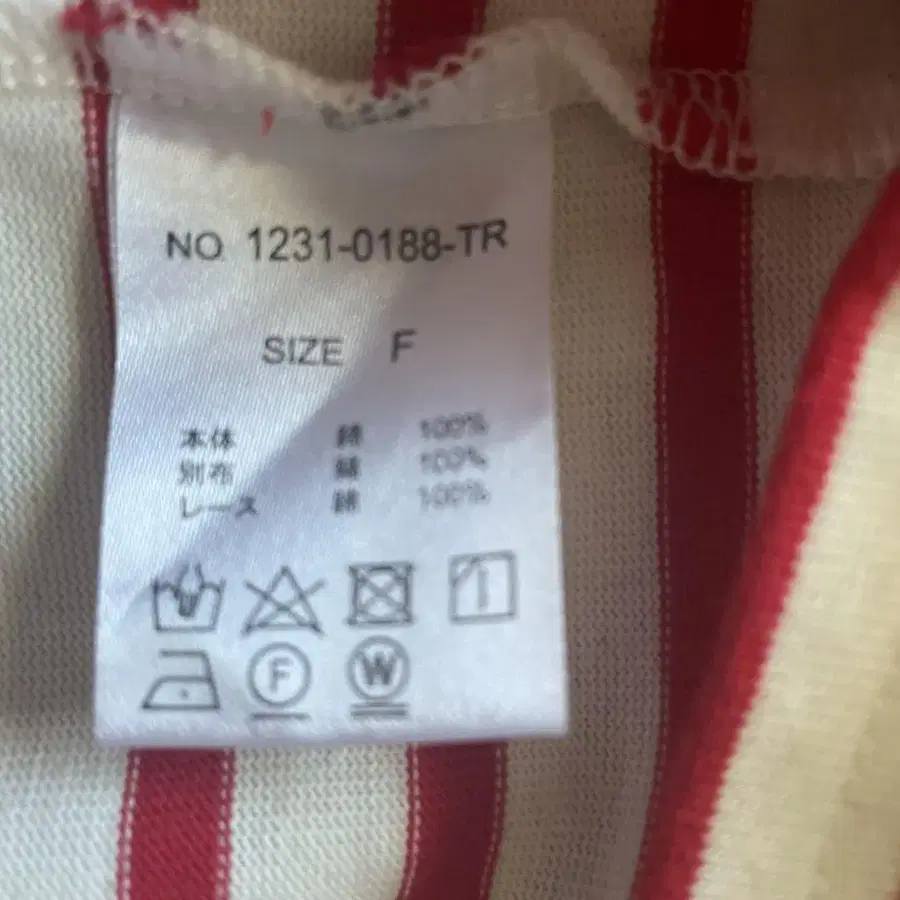 NO. 1231-0188-TR
SIZE F
本体 綿 100%
別布 綿 100%
レース 綿 100%
F W